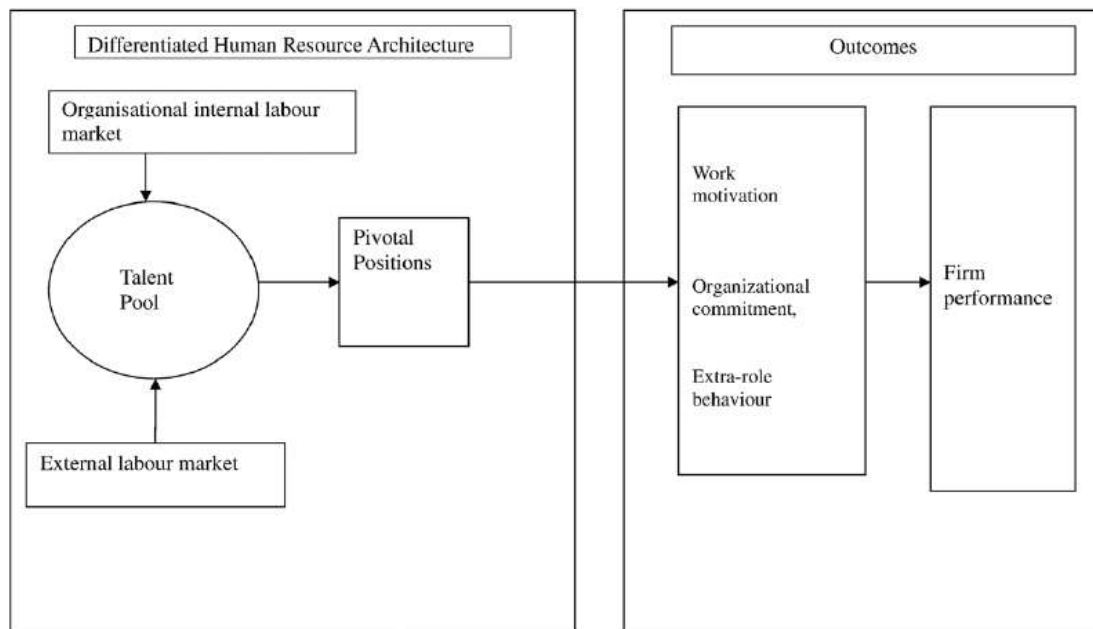 Differentiated Human Resource Architecture
Organisational internal labour
market
Talent
Pool
Pivotal
Positions
External labour market
Outcomes
Work
motivation
Organizational
commitment,
Extra-role
behaviour
Firm
performance